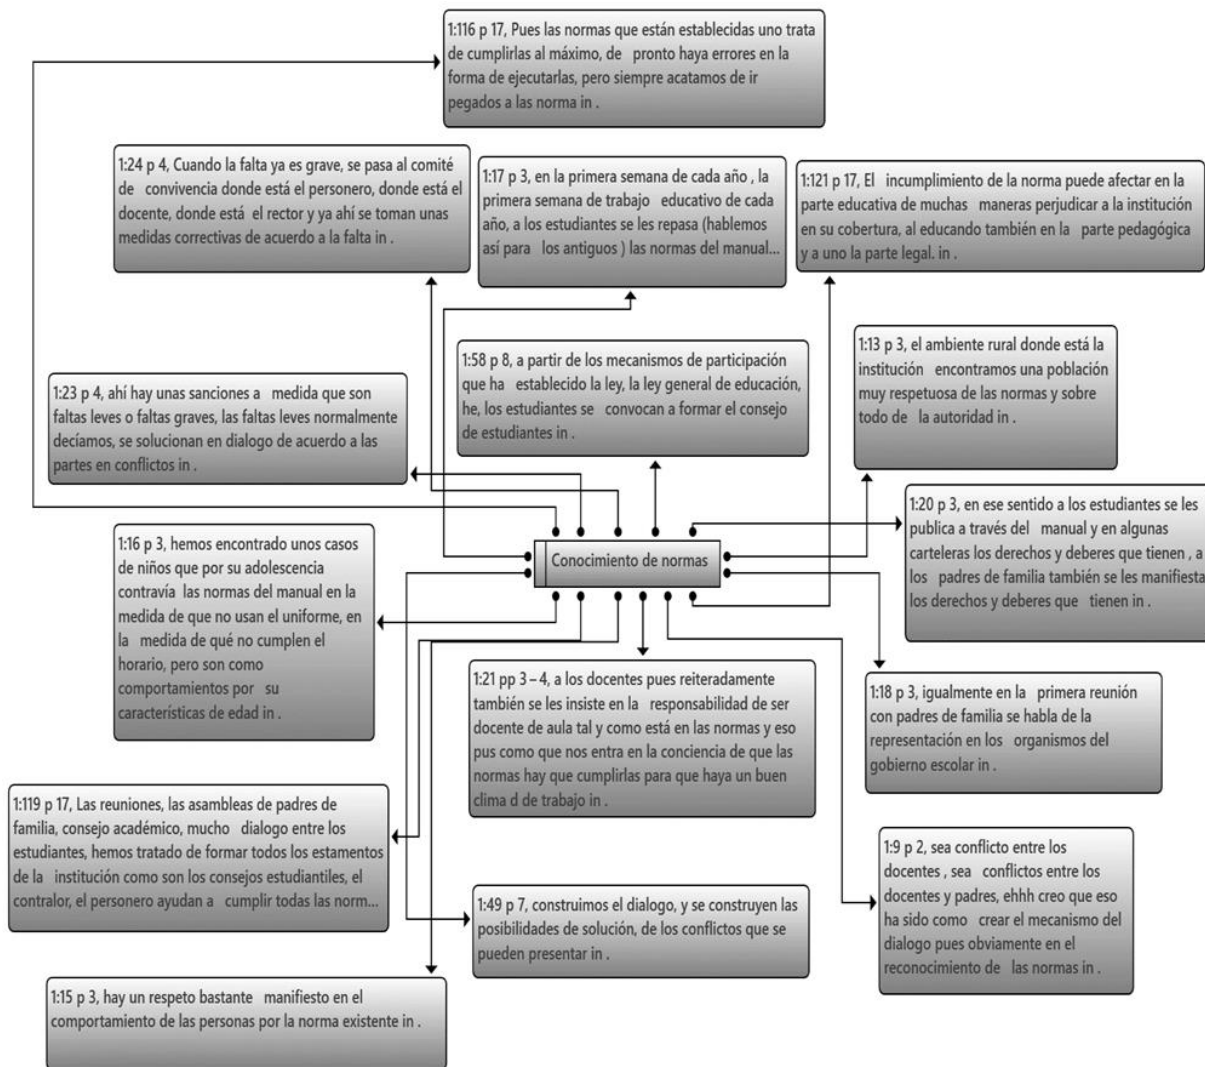 1:116 p 17, Pues las normas que están establecidas uno trata
de cumplirlas al máximo, de pronto haya errores en la
forma de ejecutarlas, pero siempre acatamos de ir
pegados a las norma in .
1:24 p 4, Cuando la falta ya es grave, se pasa al comité
de convivencia donde está el personero, donde está el
docente, donde está el rector y ya ahí se toman unas
medidas correctivas de acuerdo a la falta in .
1:17 p 3, en la primera semana de cada año , la
primera semana de trabajo educativo de cada
año, a los estudiantes se les repasa (hablemos
así para los antiguos ) las normas del manual...
1:121 p 17, El incumplimiento de la norma puede afectar en la
parte educativa de muchas maneras perjudicar a la institución
en su cobertura, al educando también en la parte pedagógica
y a uno la parte legal. in .
1:58 p 8, a partir de los mecanismos de participación
que ha establecido la ley, la ley general de educación,
he, los estudiantes se convocan a formar el consejo
de estudiantes in .
1:13 p 3, el ambiente rural donde está la
institución encontramos una población
muy respetuosa de las normas y sobre
todo de la autoridad in .
1:23 p 4, ahí hay unas sanciones a medida que son
faltas leves o faltas graves, las faltas leves normalmente
decíamos, se solucionan en dialogo de acuerdo a las
partes en conflictos in .
1:20 p 3, en ese sentido a los estudiantes se les
publica a través del manual y en algunas
carteleras los derechos y deberes que tienen , a
los padres de familia también se les manifiesta
los derechos y deberes que tienen in .
1:16 p 3, hemos encontrado unos casos
de niños que por su adolescencia
contravía las normas del manual en la
medida de que no usan el uniforme, en
la medida de qué no cumplen el
horario, pero son como
comportamientos por su
características de edad in .
Conocimiento de normas
1:21 pp 3 – 4, a los docentes pues reiteradamente
también se les insiste en la responsabilidad de ser
docente de aula tal y como está en las normas y eso
pus como que nos entra en la conciencia de que las
normas hay que cumplirlas para que haya un buen
clima d de trabajo in .
1:18 p 3, igualmente en la primera reunión
con padres de familia se habla de la
representación en los organismos del
gobierno escolar in .
1:119 p 17, Las reuniones, las asambleas de padres de
familia, consejo académico, mucho dialogo entre los
estudiantes, hemos tratado de formar todos los estamentos
de la institución como son los consejos estudiantiles, el
contralor, el personero ayudan a cumplir todas las norm...
1:9 p 2, sea conflicto entre los
docentes , sea conflictos entre los
docentes y padres, ehhh creo que eso
ha sido como crear el mecanismo del
dialogo pues obviamente en el
reconocimiento de las normas in .
1:49 p 7, construimos el dialogo, y se construyen las
posibilidades de solución, de los conflictos que se
pueden presentar in .
1:15 p 3, hay un respeto bastante manifiesto en el
comportamiento de las personas por la norma existente in .